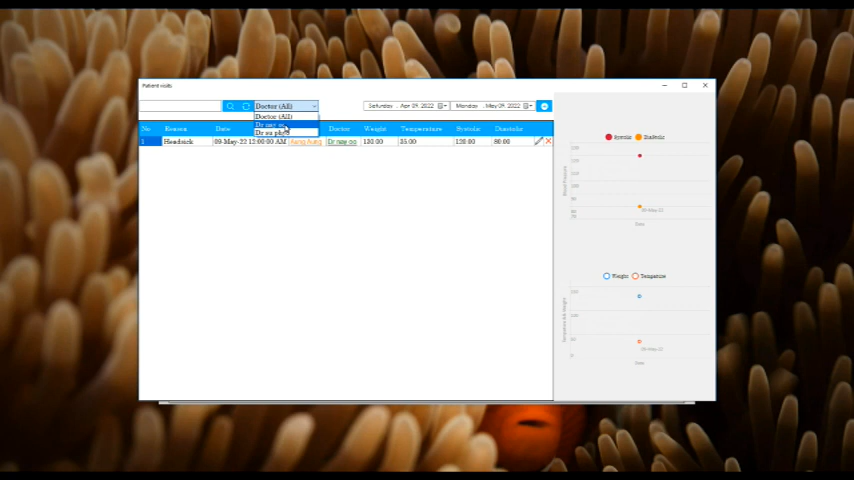 Patient visits
Doctor (All)
Saturday , Apr 09, 2022
Monday , May 09, 2022
Doctor (All)
Dr nay oo
Dr su phyo
No Reason Date Doctor Weight Temperature Systolic Diastolic
1 Headsick 09-May-22 12:00:00 AM Aung Aung Dr nay oo 130.00 35.00 120.00 80.00
Systolic Diastolic
Blood Pressure
09-May-22
Date
Weight Temperature
09-May-22
Date